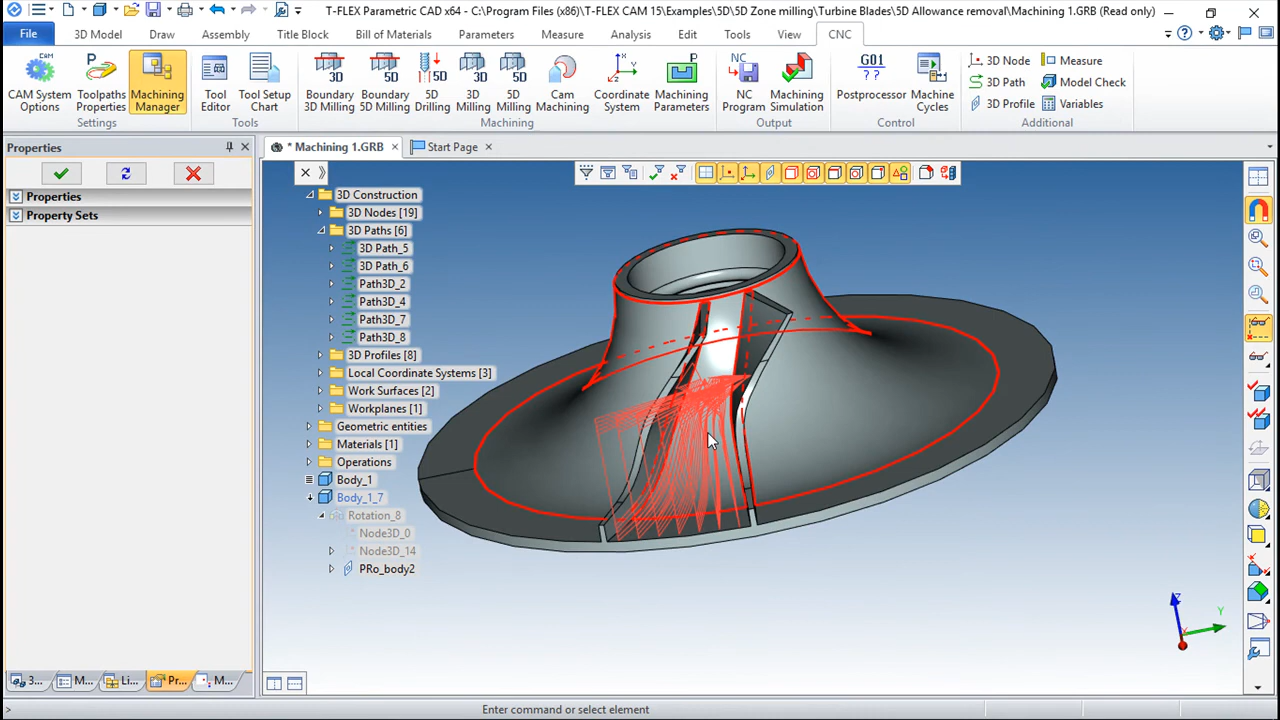 T-FLEX Parametric CAD x64 - C:\Program Files (x86)\T-FLEX CAM 15\Examples\5D\5D Zone milling\Turbine Blades\5D Allowance removal\Machining 1.GRB (Read only)
File 3D Model Draw Assembly Title Block Bill of Materials Parameters Measure Analysis Edit Tools View CNC
CAM System Options
Toolpaths Properties
Machining Manager
Settings
Tool Editor
Tool Setup Chart
Tools
Boundary 3D Milling
Boundary 5D Milling
5D Drilling
3D Milling
5D Milling
Cam Machining
Coordinate System
Machining Parameters
Machining
NC Program
Machining Simulation
Output
G01
??
Postprocessor
Machine Cycles
Control
3D Node
Measure
3D Path
Model Check
3D Profile
Variables
Additional
Properties
* Machining 1.GRB
Start Page
Properties
Property Sets
3D Construction
3D Nodes [19]
3D Paths [6]
3D Path_5
3D Path_6
Path3D_2
Path3D_4
Path3D_7
Path3D_8
3D Profiles [8]
Local Coordinate Systems [3]
Work Surfaces [2]
Workplanes [1]
Geometric entities
Materials [1]
Operations
Body_1
Body_1_7
Rotation_8
Node3D_0
Node3D_14
PRo_body2
Z
Y
3...
M...
Li...
Pr...
M...
> Enter command or select element